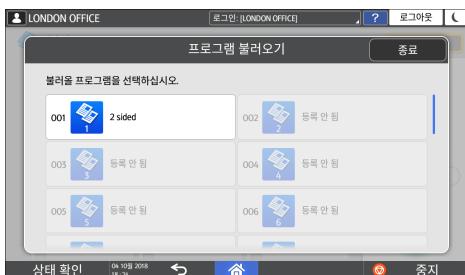 LONDON OFFICE
로그인: [LONDON OFFICE]
?
로그아웃
프로그램 불러오기
종료
불러올 프로그램을 선택하십시오.
001 1 2 sided
002 2 등록 안 됨
003 3 등록 안 됨
004 4 등록 안 됨
005 5 등록 안 됨
006 6 등록 안 됨
상태 확인
04 10월 2018
중지